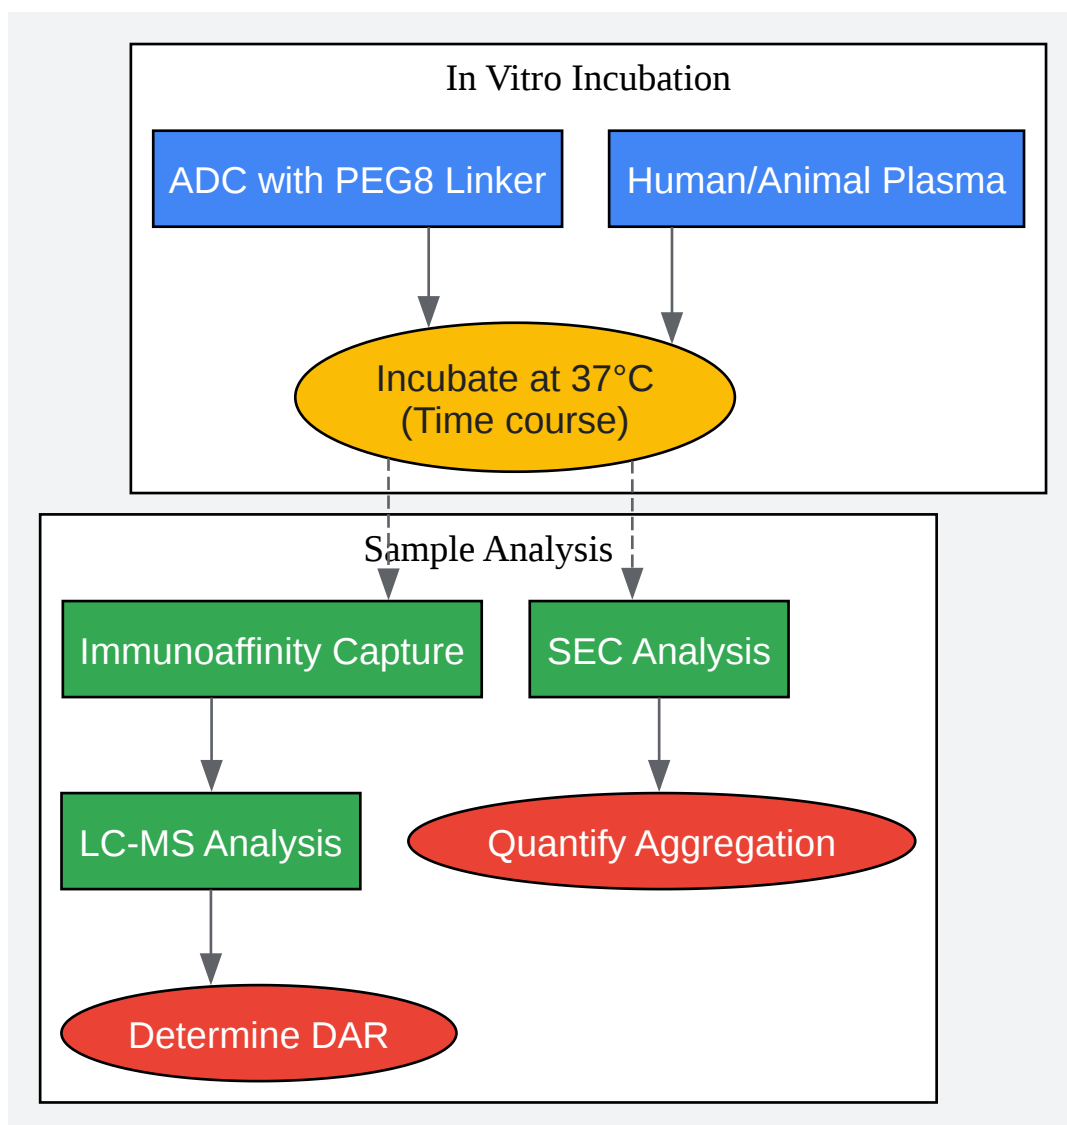 In Vitro Incubation
ADC with PEG8 Linker
Human/Animal Plasma
Incubate at 37°C
(Time course)
Sample Analysis
Immunoaffinity Capture
SEC Analysis
LC-MS Analysis
Quantify Aggregation
Determine DAR